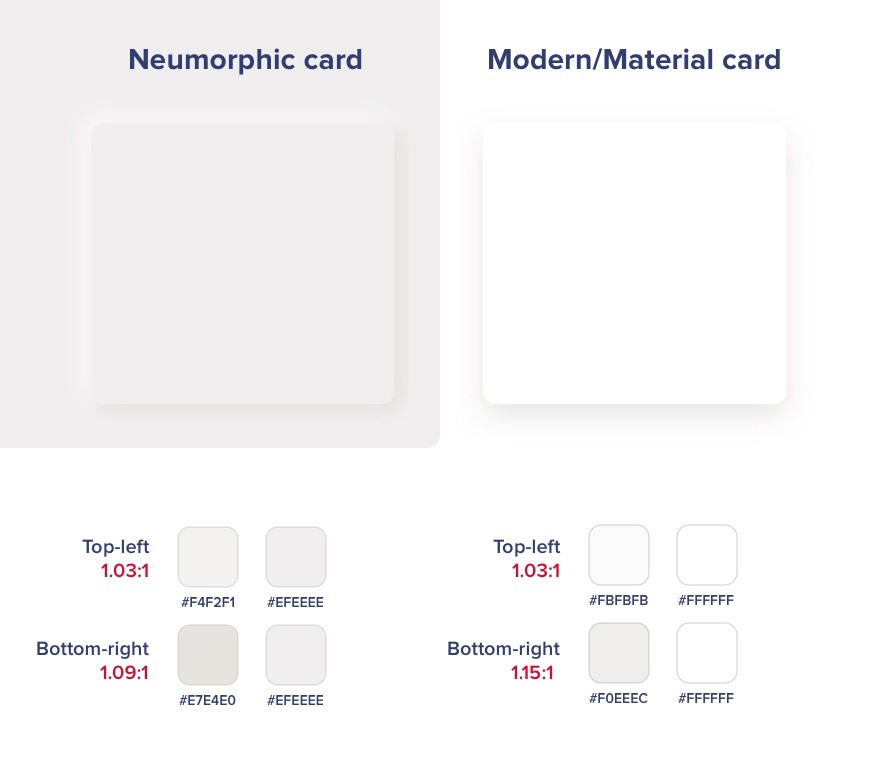 Neumorphic card
Modern/Material card
Top-left
1.03:1
#F4F2F1
#EFEEEE
Bottom-right
1.09:1
#E7E4E0
#EFEEEE
Top-left
1.03:1
#FBFBFB
#FFFFFF
Bottom-right
1.15:1
#F0EEEC
#FFFFFF